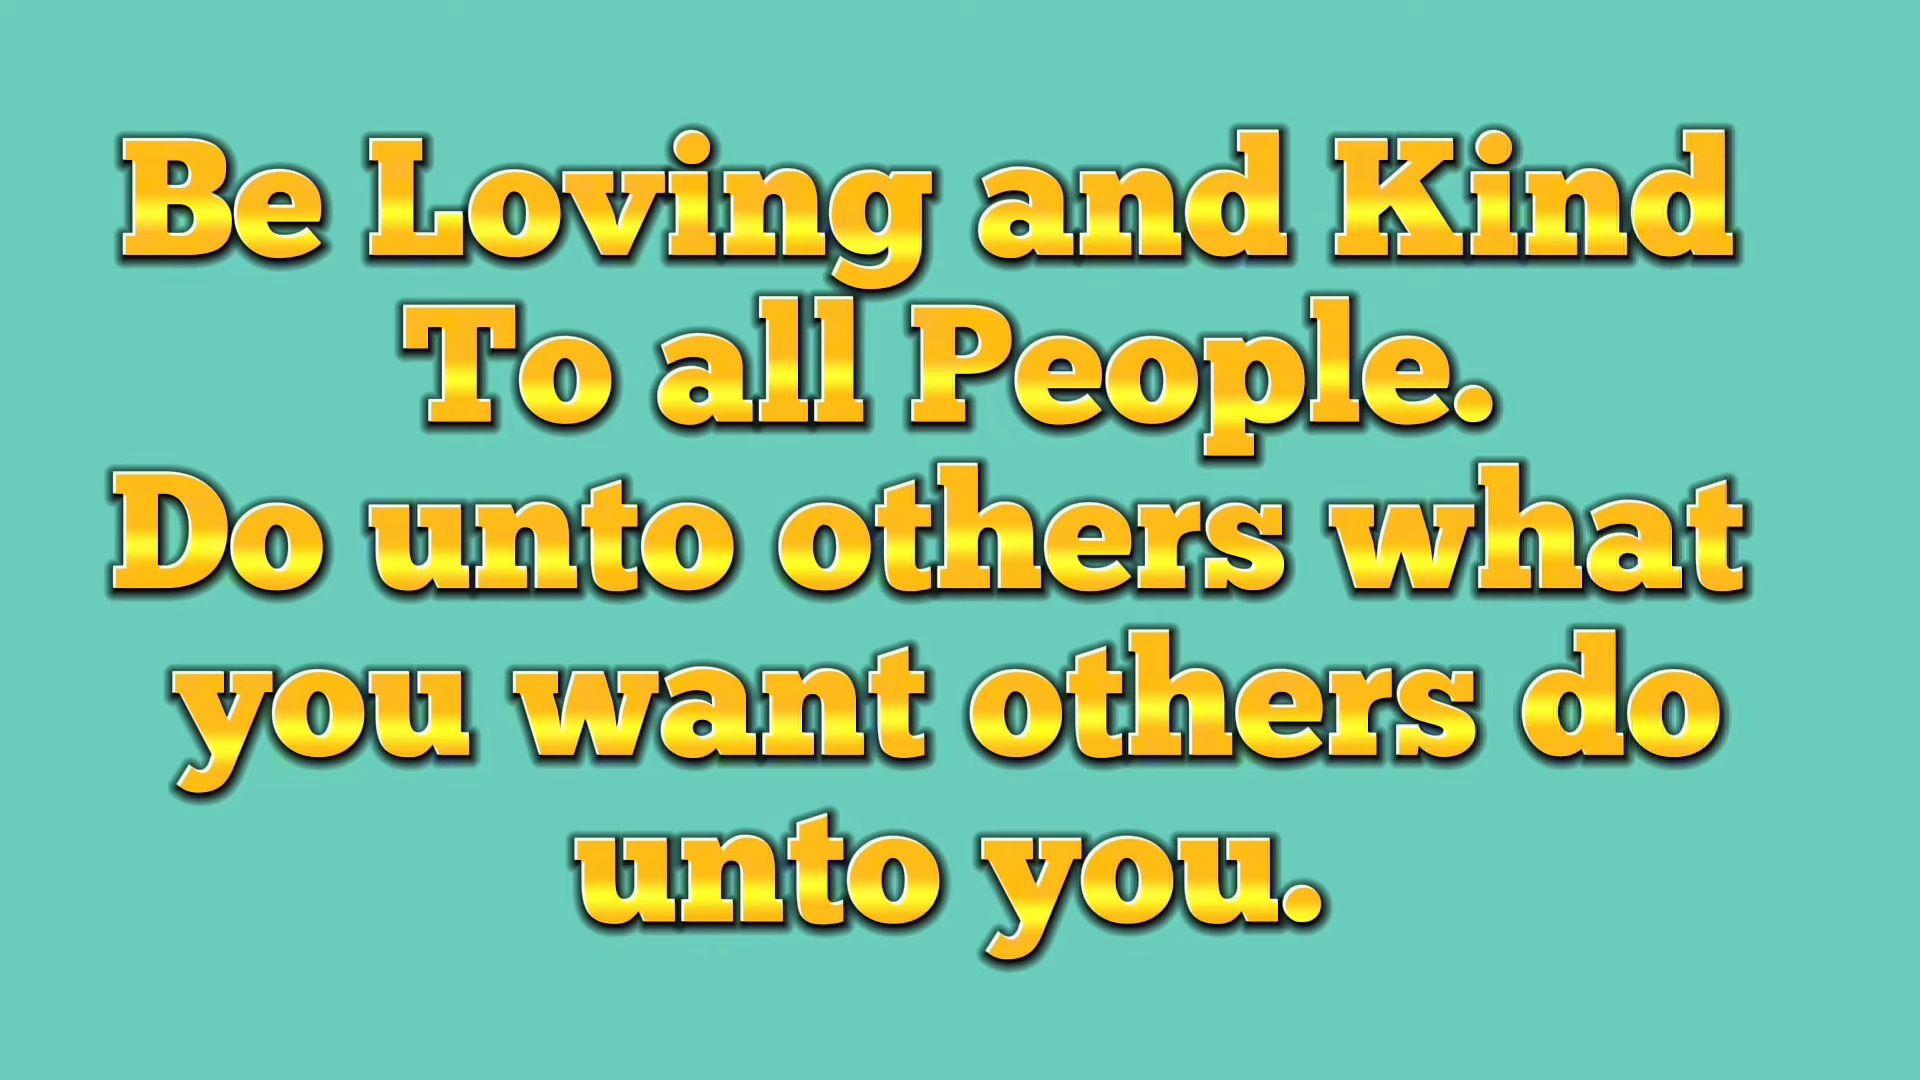 Be Loving and Kind
To all People.
Do unto others what
you want others do
unto you.